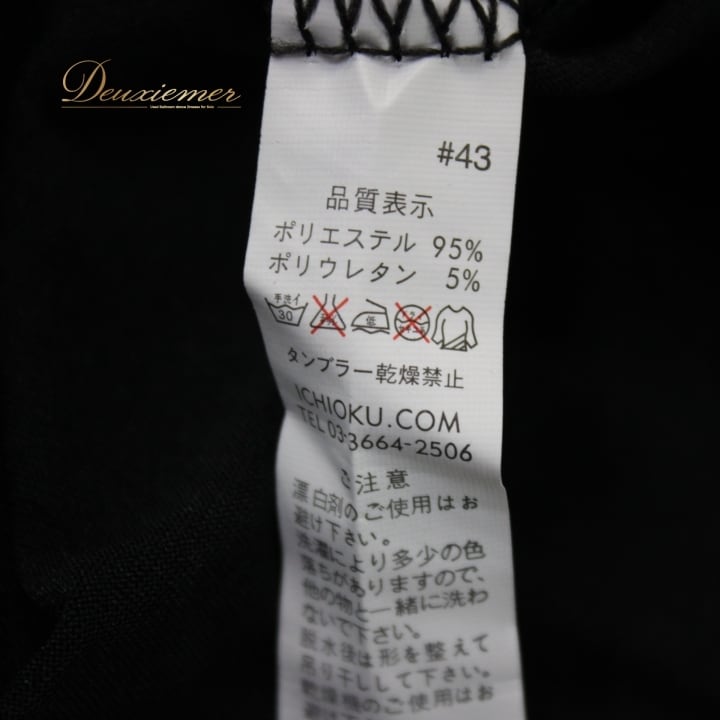 Deuxiemer
#43
品質表示
ポリエステル 95%
ポリウレタン 5%
手洗イ
30
低
タンブラー乾燥禁止
ICHIOKU.COM
TEL 03-3664-2506
ご注意
漂白剤のご使用はお
避け下さい。
洗濯により多少の色
落ちがありますので、
他の物と一緒に洗わ
ないで下さい。
脱水後は形を整えて
吊り干しして下さい。
乾燥機のご使用はお